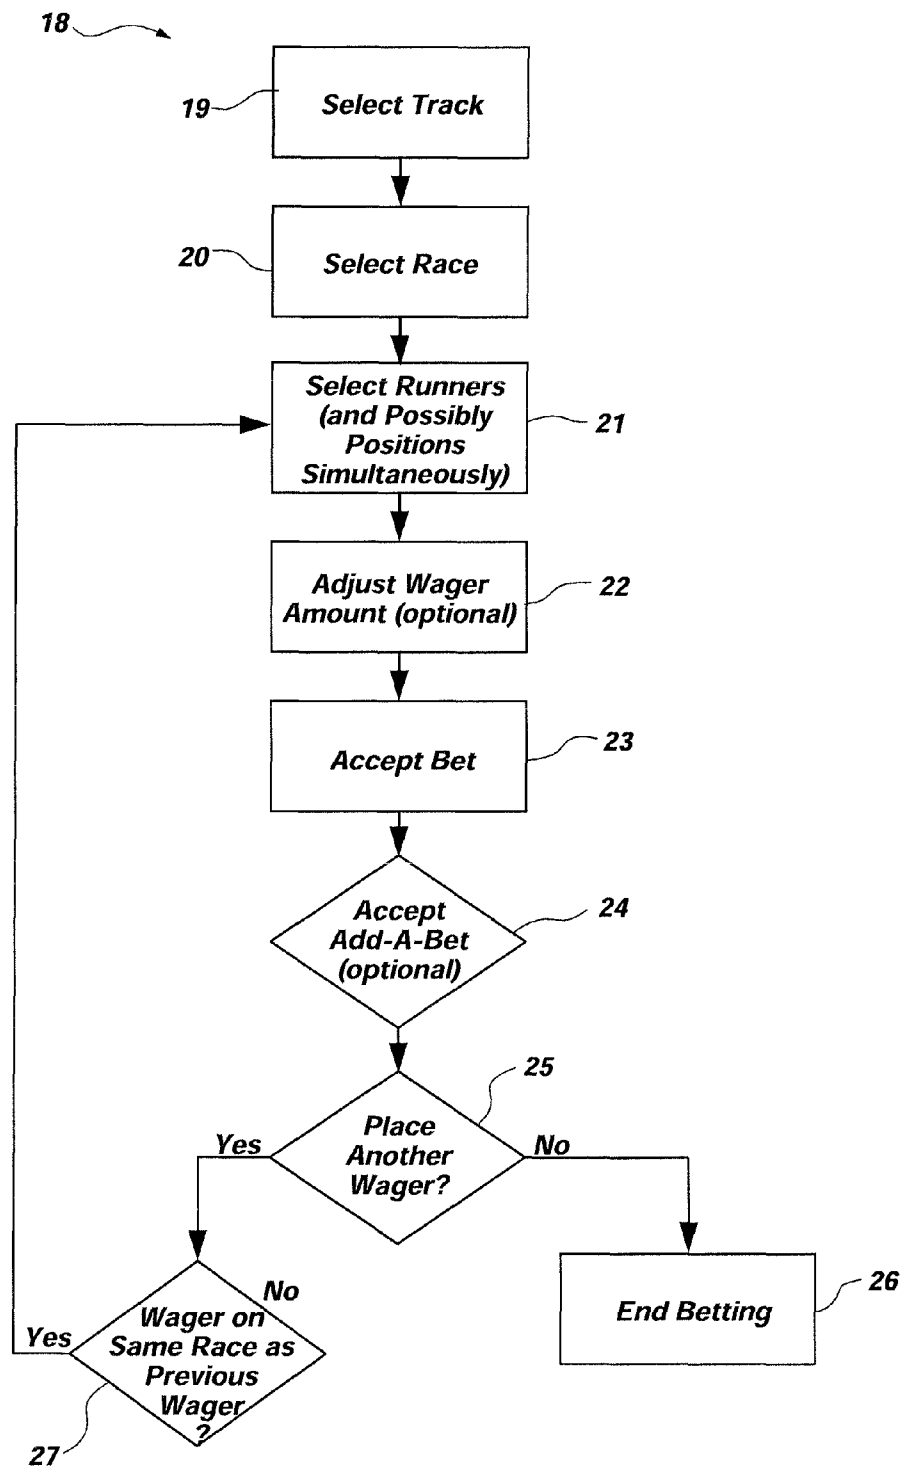 18
19
Select Track
20
Select Race
Select Runners
(and Possibly
Positions
Simultaneously)
21
Adjust Wager
Amount (optional)
22
Accept Bet
23
Accept
Add-A-Bet
(optional)
24
25
Place
Another
Wager?
Yes
No
No
Wager on
Same Race as
Previous
Wager
?
Yes
27
End Betting
26